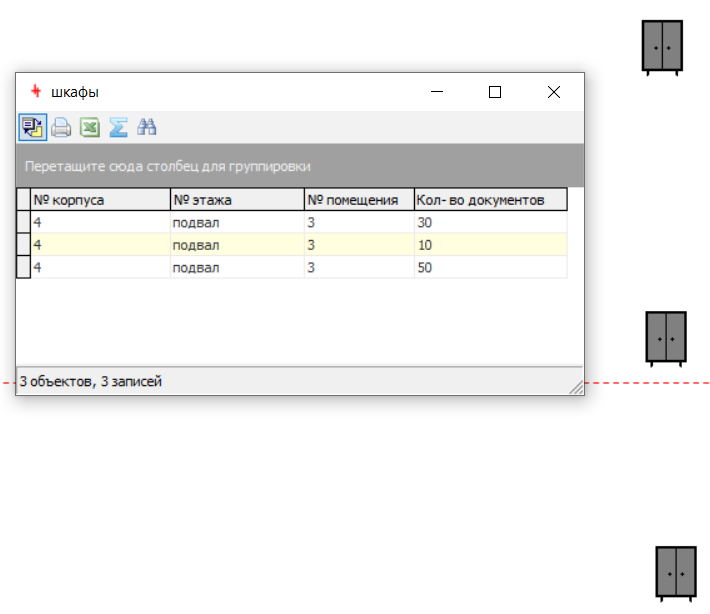 шкафы
Перетащите сюда столбец для группировки
№ корпуса № этажа № помещения Кол- во документов
4 подвал 3 30
4 подвал 3 10
4 подвал 3 50
3 объектов, 3 записей